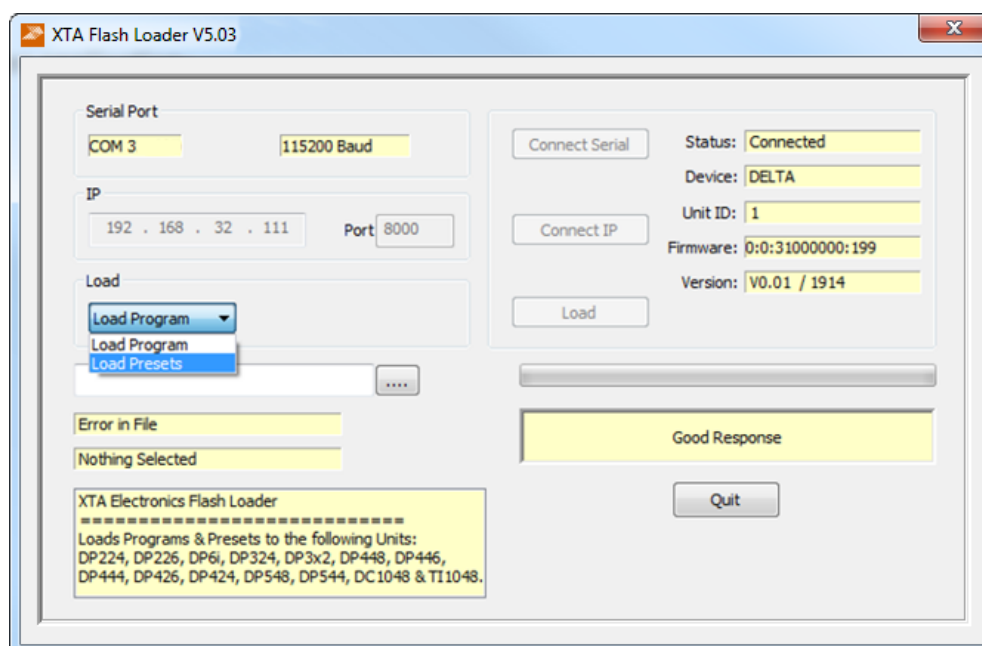 XTA Flash Loader V5.03
Serial Port
COM 3
115200 Baud
IP
192 . 168 . 32 . 111
Port 8000
Load
Load Program
Load Program
Load Presets
....
Error in File
Nothing Selected
XTA Electronics Flash Loader
============================
Loads Programs & Presets to the following Units:
DP224, DP226, DP6i, DP324, DP3x2, DP448, DP446,
DP444, DP426, DP424, DP548, DP544, DC1048 & TI1048.
Connect Serial
Status: Connected
Device: DELTA
Unit ID: 1
Connect IP
Firmware: 0:0:31000000:199
Version: V0.01 / 1914
Load
Good Response
Quit